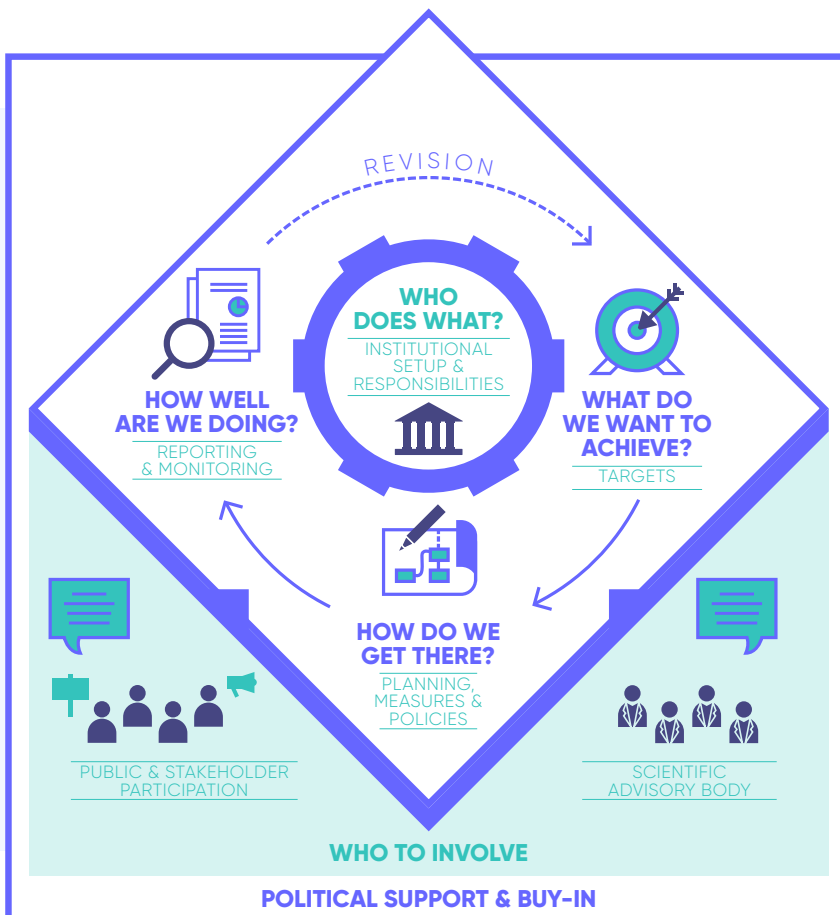 REVISION
WHO
DOES WHAT?
INSTITUTIONAL
SETUP &
RESPONSIBILITIES
HOW WELL
ARE WE DOING?
REPORTING
& MONITORING
WHAT DO
WE WANT TO
ACHIEVE?
TARGETS
HOW DO WE
GET THERE?
PLANNING,
MEASURES &
POLICIES
PUBLIC & STAKEHOLDER
PARTICIPATION
SCIENTIFIC
ADVISORY BODY
WHO TO INVOLVE
POLITICAL SUPPORT & BUY-IN